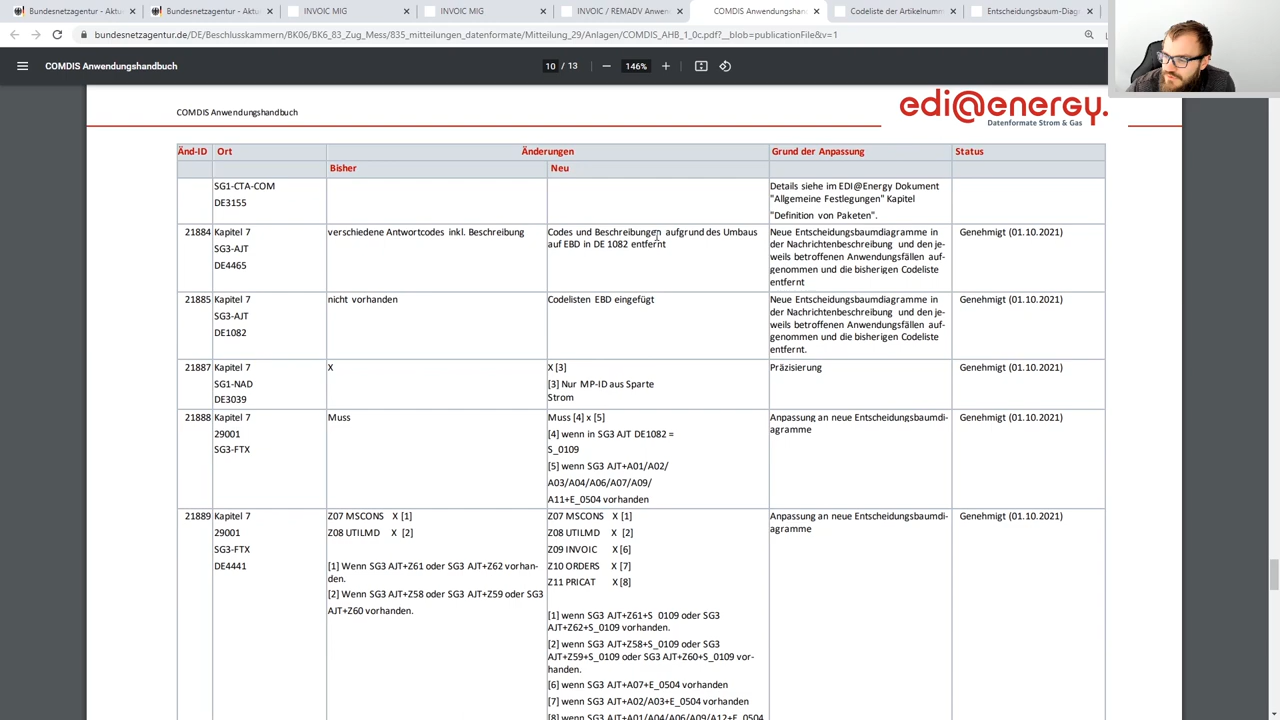 Bundesnetzagentur - Aktu
Bundesnetzagentur - Aktu
INVOIC MIG
INVOIC MIG
INVOIC / REMADV Anwen
COMDIS Anwendungshan
Codeliste der Artikelnumm
Entscheidungsbaum-Diag
bundesnetzagentur.de/DE/Beschlusskammern/BK06/BK6_83_Zug_Mess/835_mitteilungen_datenformate/Mitteilung_29/Anlagen/COMDIS_AHB_1_0c.pdf?__blob=publicationFile&v=1
COMDIS Anwendungshandbuch
10 / 13
146%
COMDIS Anwendungshandbuch
edi@energy.
Datenformate Strom & Gas
Änd-ID Ort Änderungen Grund der Anpassung Status
Bisher Neu
SG1-CTA-COM
DE3155
Details siehe im EDI@Energy Dokument
"Allgemeine Festlegungen" Kapitel
"Definition von Paketen".
21884 Kapitel 7
SG3-AJT
DE4465
verschiedene Antwortcodes inkl. Beschreibung
Codes und Beschreibungen aufgrund des Umbaus
auf EBD in DE 1082 entfernt
Neue Entscheidungsbaumdiagramme in
der Nachrichtenbeschreibung und den je-
weils betroffenen Anwendungsfällen auf-
genommen und die bisherigen Codeliste
entfernt
Genehmigt (01.10.2021)
21885 Kapitel 7
SG3-AJT
DE1082
nicht vorhanden
Codelisten EBD eingefügt
Neue Entscheidungsbaumdiagramme in
der Nachrichtenbeschreibung und den je-
weils betroffenen Anwendungsfällen auf-
genommen und die bisherigen Codeliste
entfernt.
Genehmigt (01.10.2021)
21887 Kapitel 7
SG1-NAD
DE3039
X
X [3]
[3] Nur MP-ID aus Sparte
Strom
Präzisierung
Genehmigt (01.10.2021)
21888 Kapitel 7
29001
SG3-FTX
Muss
Muss [4] x [5]
[4] wenn in SG3 AJT DE1082 =
S_0109
[5] wenn SG3 AJT+A01/A02/
A03/A04/A06/A07/A09/
A11+E_0504 vorhanden
Anpassung an neue Entscheidungsbaumdi-
agramme
Genehmigt (01.10.2021)
21889 Kapitel 7
29001
SG3-FTX
DE4441
Z07 MSCONS X [1]
Z08 UTILMD X [2]
[1] Wenn SG3 AJT+Z61 oder SG3 AJT+Z62 vorhan-
den.
[2] Wenn SG3 AJT+Z58 oder SG3 AJT+Z59 oder SG3
AJT+Z60 vorhanden.
Z07 MSCONS X [1]
Z08 UTILMD X [2]
Z09 INVOIC X [6]
Z10 ORDERS X [7]
Z11 PRICAT X [8]
[1] wenn SG3 AJT+Z61+S_0109 oder SG3
AJT+Z62+S_0109 vorhanden.
[2] wenn SG3 AJT+Z58+S_0109 oder SG3
AJT+Z59+S_0109 oder SG3 AJT+Z60+S_0109 vor-
handen.
[6] wenn SG3 AJT+A07+E_0504 vorhanden
[7] wenn SG3 AJT+A02/A03+E_0504 vorhanden
[8] wenn SG3 AJT+A01/A04/A06/A09/A12+E_0504
Anpassung an neue Entscheidungsbaumdi-
agramme
Genehmigt (01.10.2021)